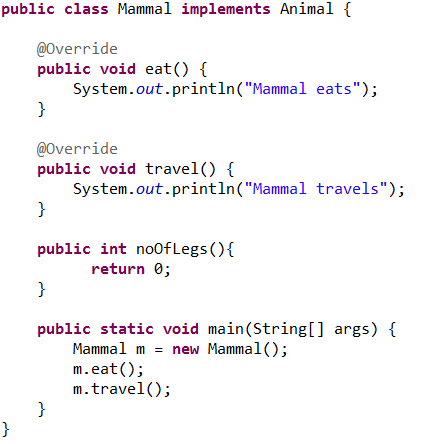 public class Mammal implements Animal {
@Override
public void eat() {
System.out.println("Mammal eats");
}
@Override
public void travel() {
System.out.println("Mammal travels");
}
public int noOfLegs(){
return 0;
}
public static void main(String[] args) {
Mammal m = new Mammal();
m.eat();
m.travel();
}
}